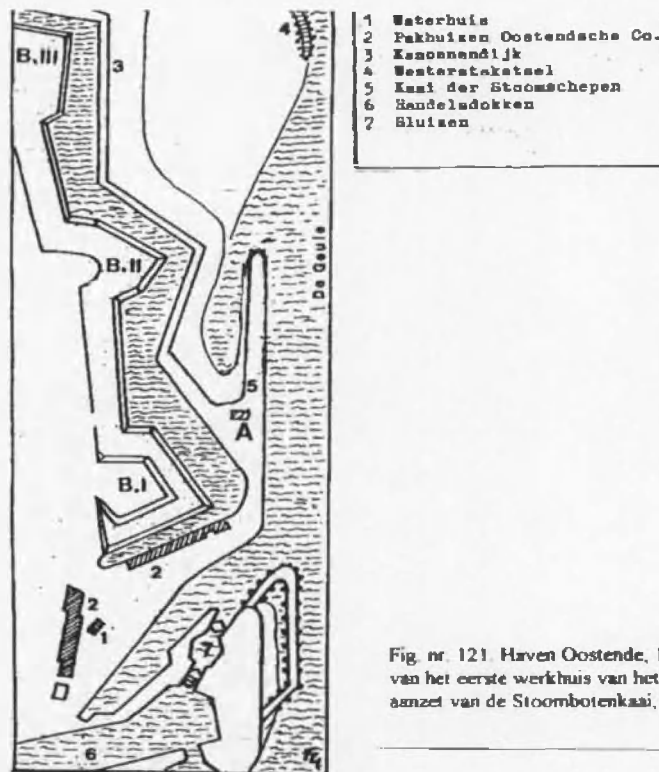 B.III
3
4
De Geule
B.II
5
A
B.I
2
2
1
7
6
1 Waterhuis
2 Pakhuizen Oostendsche Co.
3 Kanonnendijk
4 Westerstaketsel
5 Kaai der Stoomschepen
6 Handelsdokken
7 Sluizen
Fig. nr. 121. Haven Oostende,
van het eerste werkhuis van het
aanzet van de Stoombotenkaai,